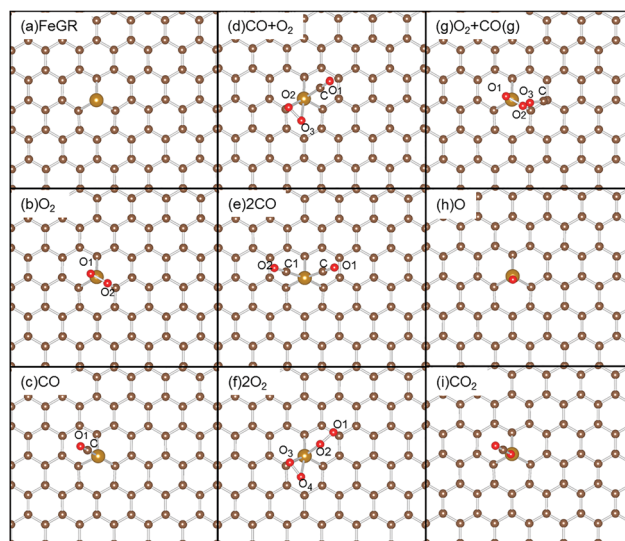 (a)FeGR
(d)CO+O₂
O1
O2
C
O₃
(g)O₂+CO(g)
O1
O₃
C
O2
(b)O₂
O1
O2
(e)2CO
O2
C1
C
O1
(h)O
(c)CO
O1
C
(f)2O₂
O1
O2
O₃
O₄
(i)CO₂